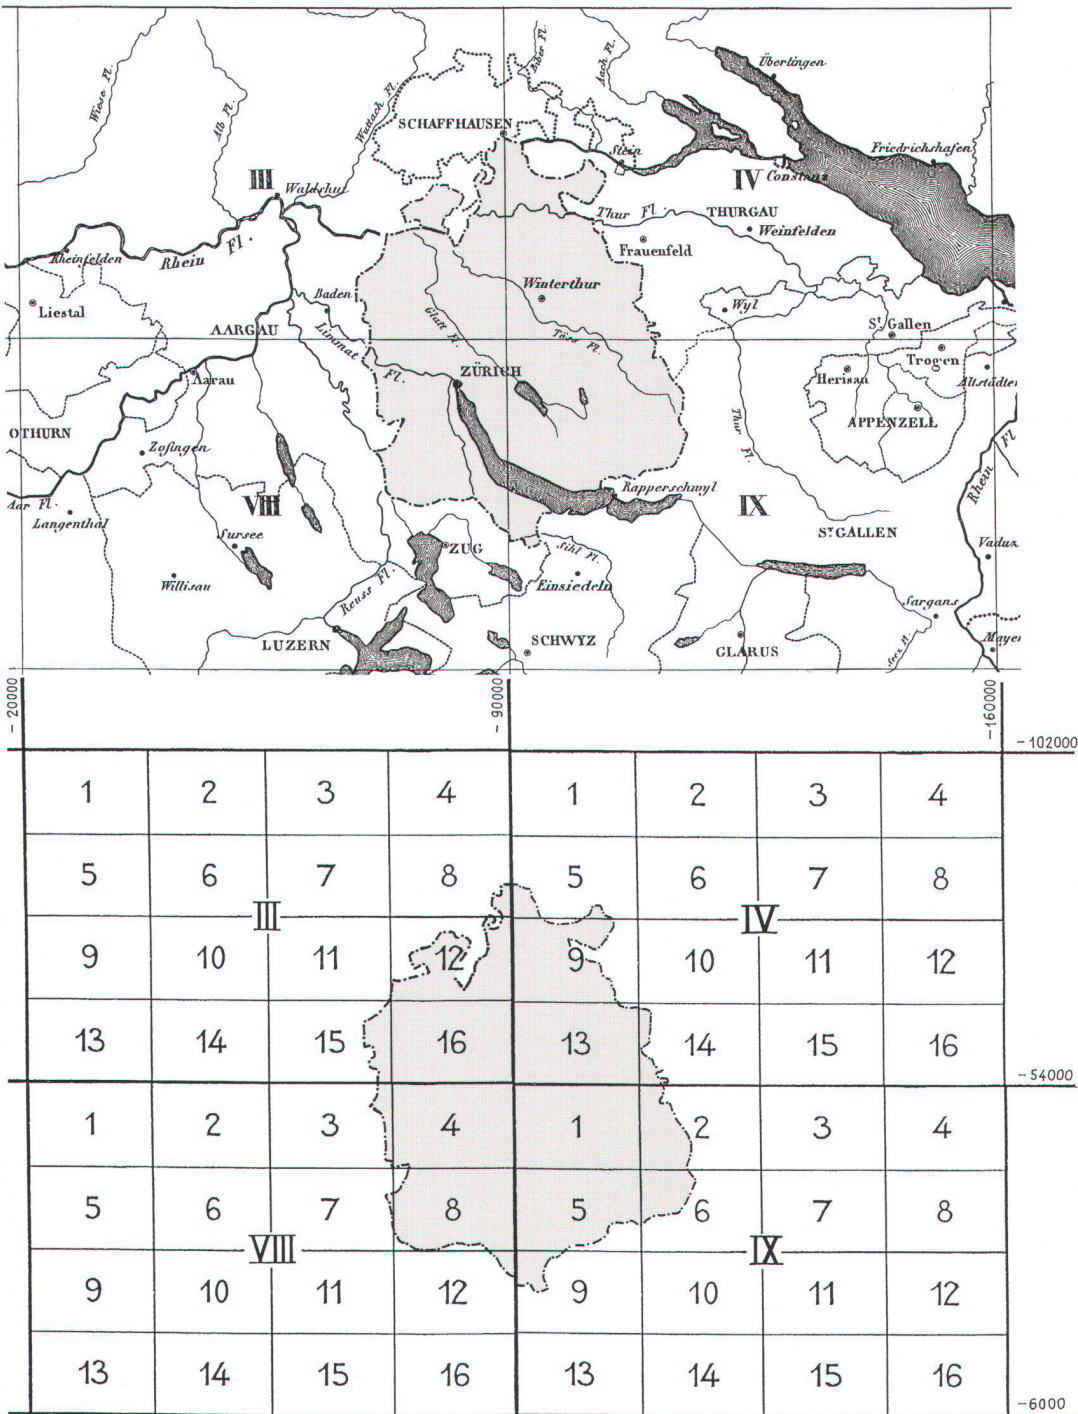 Wiese Fl.
Alb Fl.
Wutach Fl.
Biber Fl.
Aach Fl.
Übertingen
SCHAFFHAUSEN
Stein
Friedrichshafen
III
Waldshut
IV
Constanz
Rheinfelden
Rhein Fl.
Thur Fl.
THURGAU
Weinfelden
Frauenfeld
Liestal
Baden
Winterthur
Wyl
AARGAU
Limmat Fl.
Glatt Fl.
Töss Fl.
St. Gallen
Trogen
Aarau
ZÜRICH
Herisau
Altstädten
APPENZELL
OTHURN
Zofingen
Thur Fl.
Rhein Fl
Aar Fl.
Langenthal
VIII
Rapperschwyl
IX
ST. GALLEN
Sursee
ZUG
Sihl Fl.
Vaduz
Willisau
Reuss Fl.
Einsiedeln
Sargans
LUZERN
SCHWYZ
GLARUS
Seez Fl.
Mayen
-20000
-90000
-160000
-102000
1 2 3 4 1 2 3 4
5 6 7 8 5 6 7 8
III IV
9 10 11 12 9 10 11 12
13 14 15 16 13 14 15 16
-54000
1 2 3 4 1 2 3 4
5 6 7 8 5 6 7 8
VIII IX
9 10 11 12 9 10 11 12
13 14 15 16 13 14 15 16
-6000